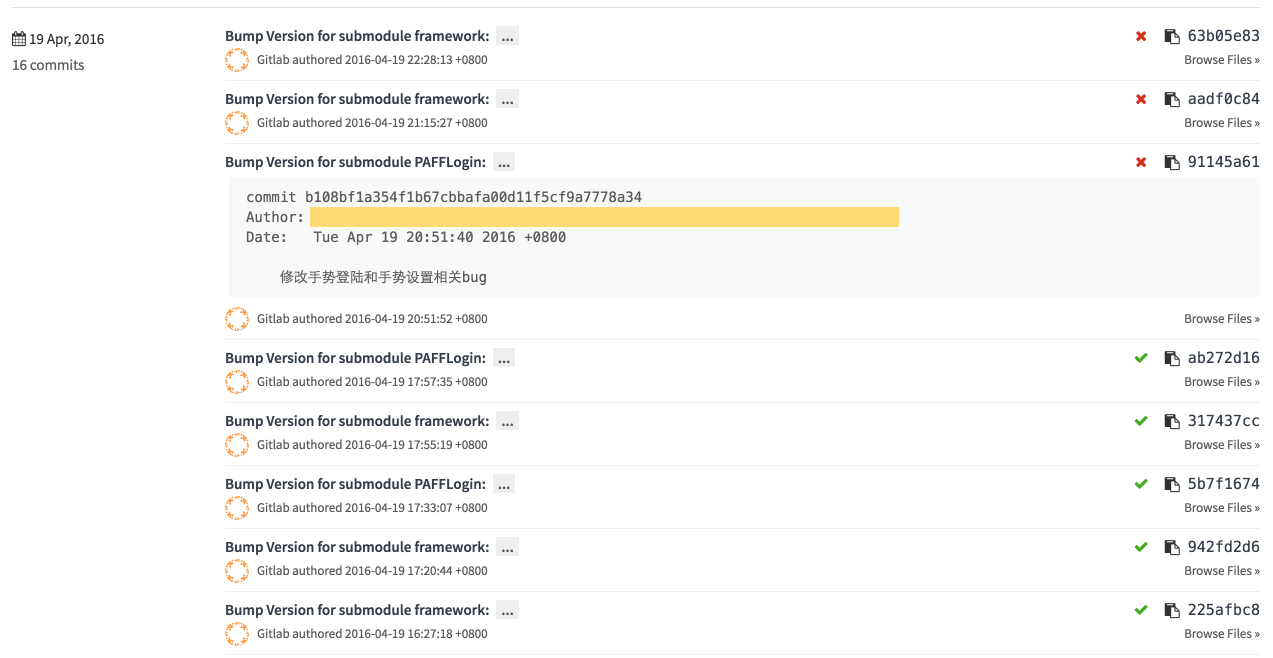 19 Apr, 2016
16 commits
Bump Version for submodule framework: ...
63b05e83
Gitlab authored 2016-04-19 22:28:13 +0800
Browse Files »
Bump Version for submodule framework: ...
aadf0c84
Gitlab authored 2016-04-19 21:15:27 +0800
Browse Files »
Bump Version for submodule PAFFLogin: ...
91145a61
commit b108bf1a354f1b67cbbafa00d11f5cf9a7778a34
Author:
Date:   Tue Apr 19 20:51:40 2016 +0800
修改手势登陆和手势设置相关bug
Gitlab authored 2016-04-19 20:51:52 +0800
Browse Files »
Bump Version for submodule PAFFLogin: ...
ab272d16
Gitlab authored 2016-04-19 17:57:35 +0800
Browse Files »
Bump Version for submodule framework: ...
317437cc
Gitlab authored 2016-04-19 17:55:19 +0800
Browse Files »
Bump Version for submodule PAFFLogin: ...
5b7f1674
Gitlab authored 2016-04-19 17:33:07 +0800
Browse Files »
Bump Version for submodule framework: ...
942fd2d6
Gitlab authored 2016-04-19 17:20:44 +0800
Browse Files »
Bump Version for submodule framework: ...
225afbc8
Gitlab authored 2016-04-19 16:27:18 +0800
Browse Files »